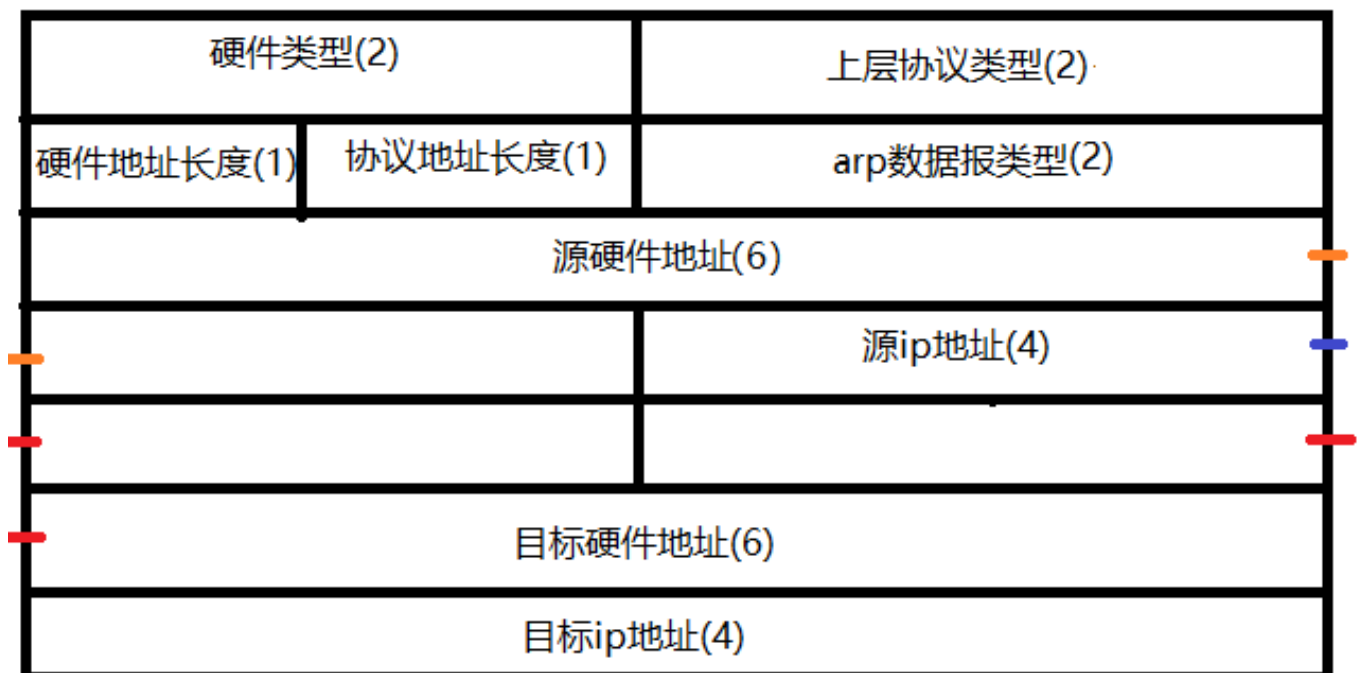 硬件类型(2)
上层协议类型(2)
硬件地址长度(1)
协议地址长度(1)
arp数据报类型(2)
源硬件地址(6)
源ip地址(4)
目标硬件地址(6)
目标ip地址(4)